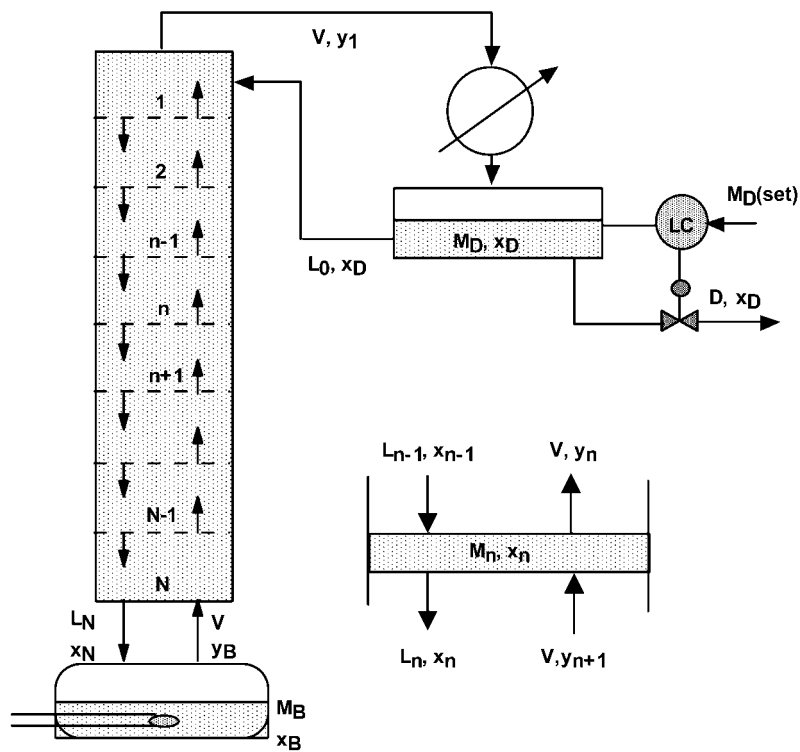 V, y1
1
2
n-1
n
n+1
N-1
N
MD(set)
LC
MD, xD
L0, xD
D, xD
Ln-1, xn-1
V, yn
Mn, xn
Ln, xn
V,yn+1
LN
xN
V
yB
MB
xB